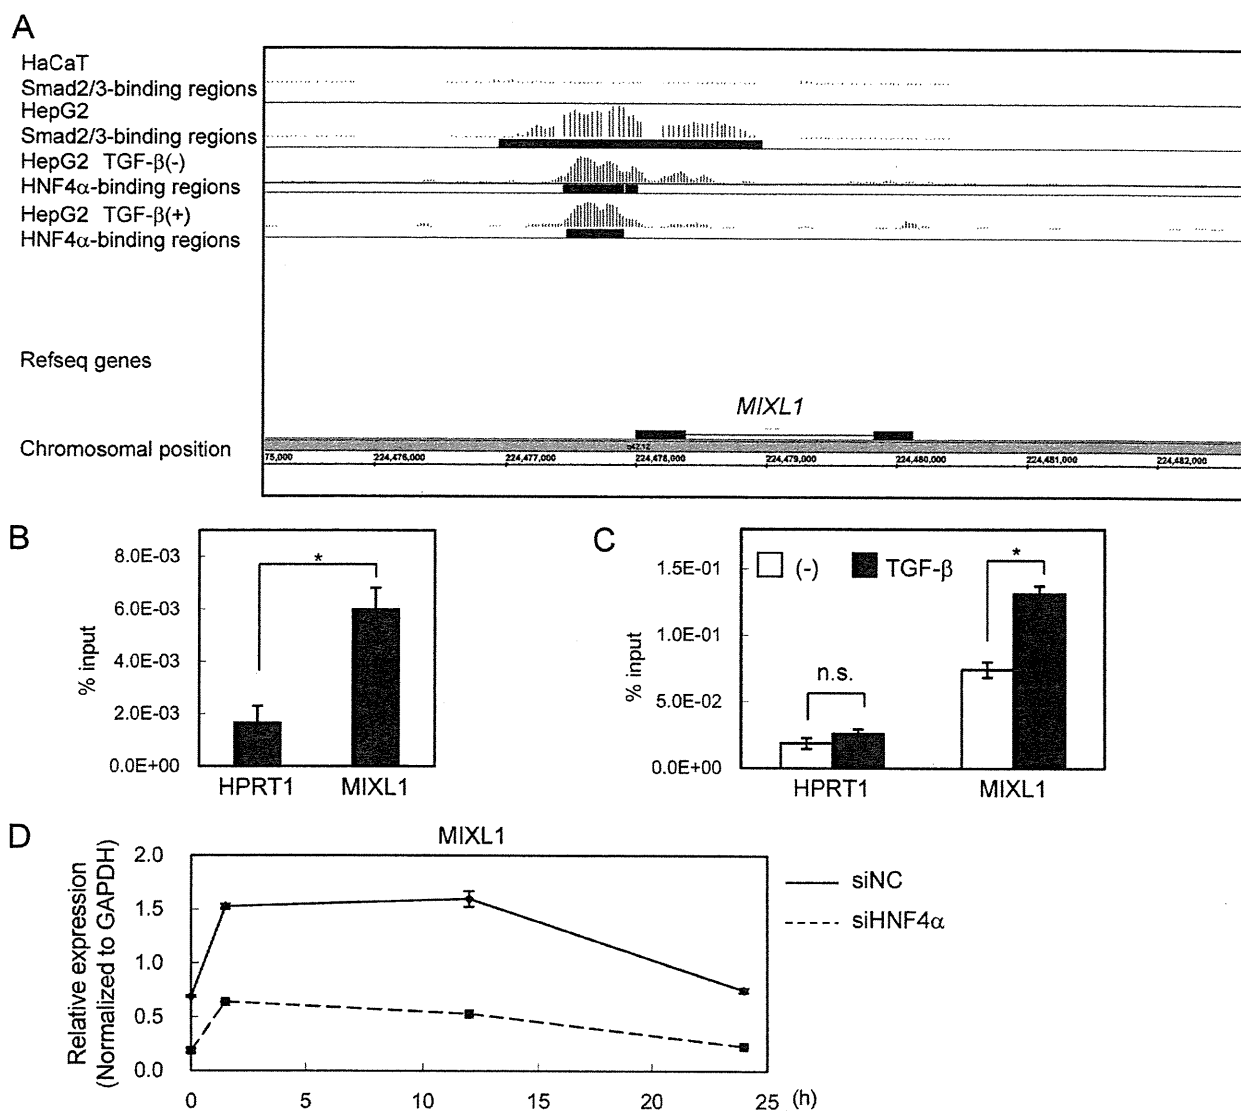 A
HaCaT
Smad2/3-binding regions
HepG2
Smad2/3-binding regions
HepG2 TGF-β(-)
HNF4α-binding regions
HepG2 TGF-β(+)
HNF4α-binding regions
Refseq genes
MIXL1
Chromosomal position
75,000 224,476,000 224,477,000 224,478,000 224,479,000 224,480,000 224,481,000 224,482,000
B
8.0E-03
6.0E-03
4.0E-03
2.0E-03
0.0E+00
% input
*
HPRT1 MIXL1
C
(-) TGF-β
1.5E-01
1.0E-01
5.0E-02
0.0E+00
% input
n.s.
*
HPRT1 MIXL1
D
MIXL1
Relative expression
(Normalized to GAPDH)
2.0
1.5
1.0
0.5
0.0
0 5 10 15 20 25 (h)
siNC
siHNF4α